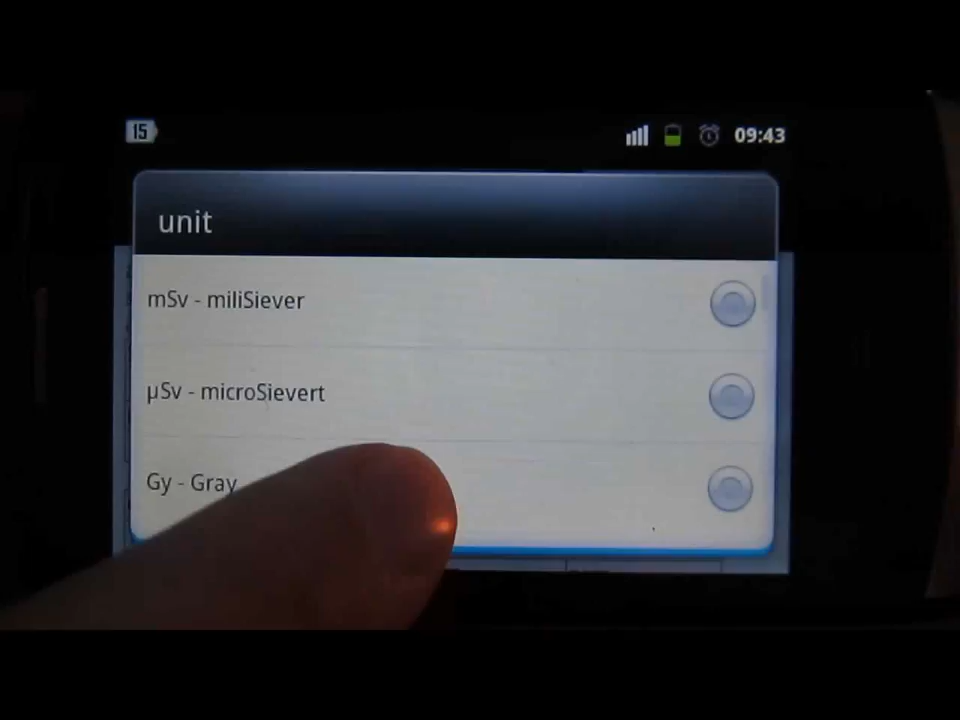 15
09:43
unit
mSv - miliSiever
µSv - microSievert
Gy - Gray